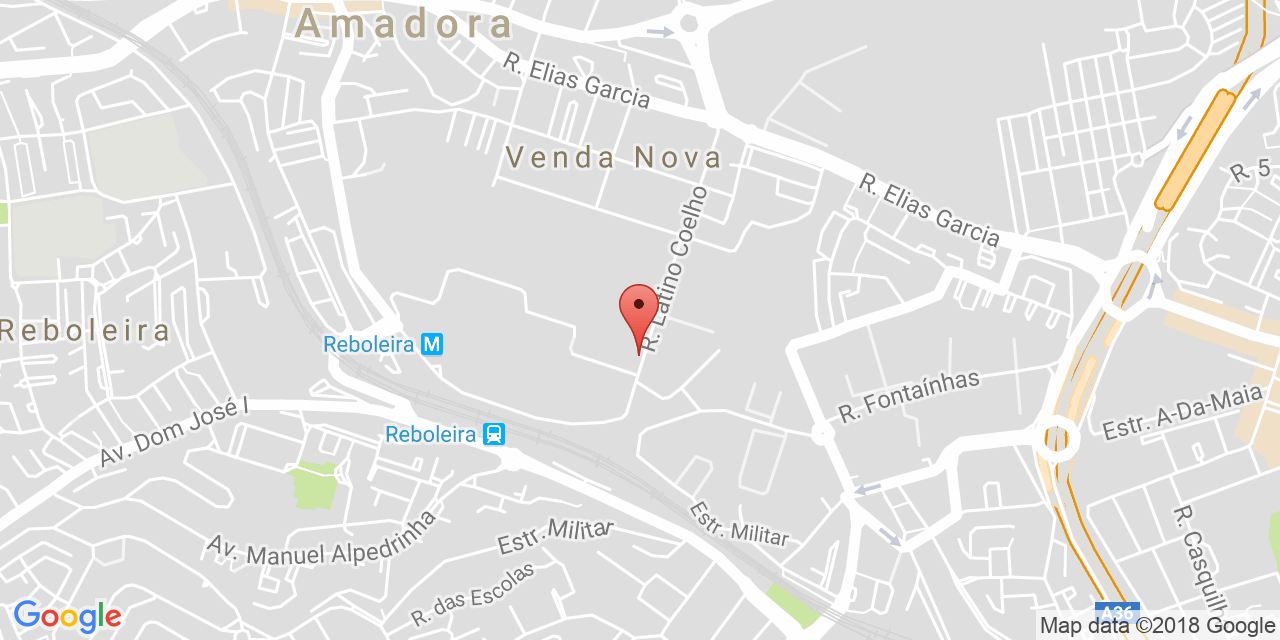 Amadora
R. Elias Garcia
Venda Nova
R. 5
R. Elias Garcia
R. Latino Coelho
Reboleira
Reboleira M
R. Fontaínhas
Estr. A-Da-Maia
Av. Dom José I
Reboleira
Estr. Militar
Estr. Militar
Av. Manuel Alpedrinha
R. das Escolas
R. Casquilh
Google
A36
Map data ©2018 Google